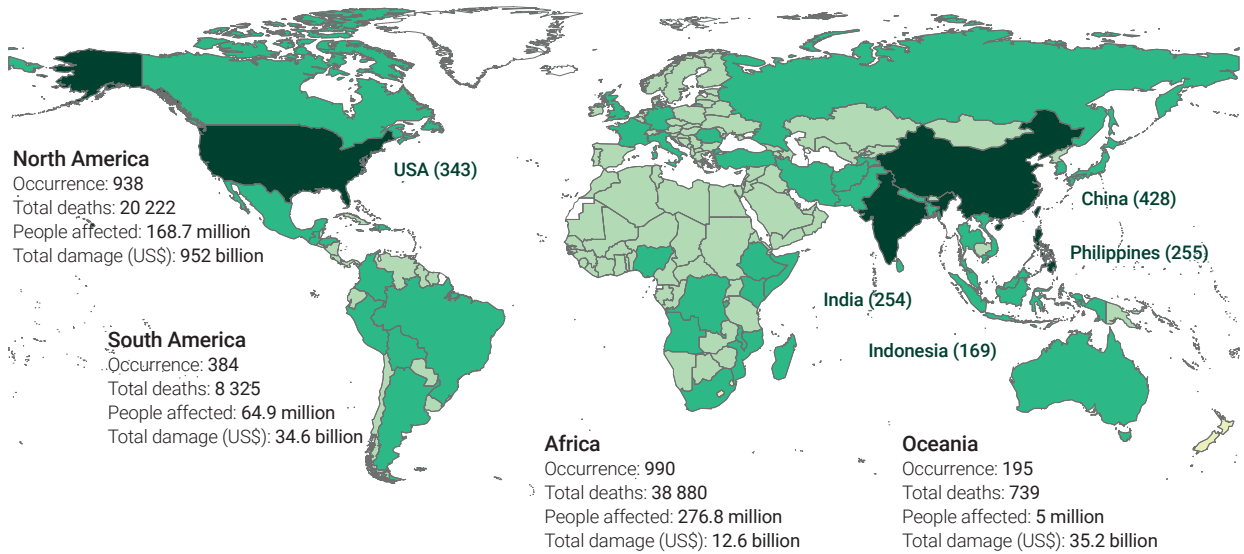 North America
Occurrence: 938
Total deaths: 20 222
People affected: 168.7 million
Total damage (US$): 952 billion
USA (343)
South America
Occurrence: 384
Total deaths: 8 325
People affected: 64.9 million
Total damage (US$): 34.6 billion
China (428)
Philippines (255)
India (254)
Indonesia (169)
Africa
Occurrence: 990
Total deaths: 38 880
People affected: 276.8 million
Total damage (US$): 12.6 billion
Oceania
Occurrence: 195
Total deaths: 739
People affected: 5 million
Total damage (US$): 35.2 billion